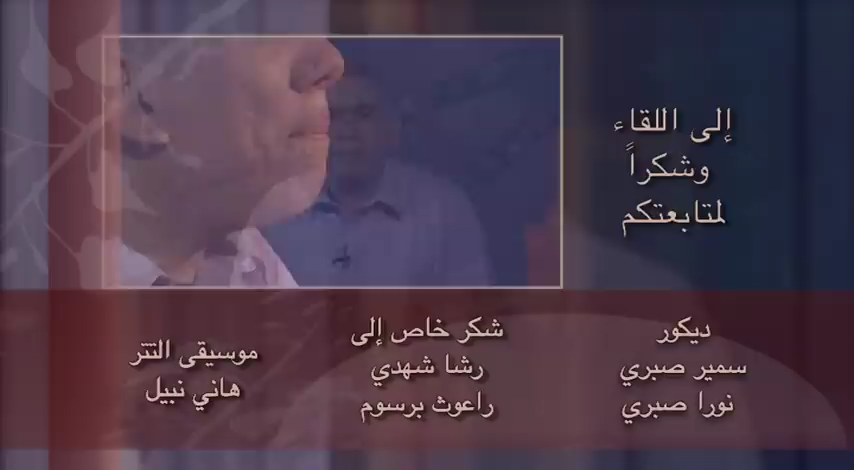 إلى اللقاء
وشكراً
لمتابعتكم
ديكور
سمير صبري
نورا صبري
شكر خاص إلى
رشا شهدي
راعوث برسوم
موسيقى التتر
هاني نبيل